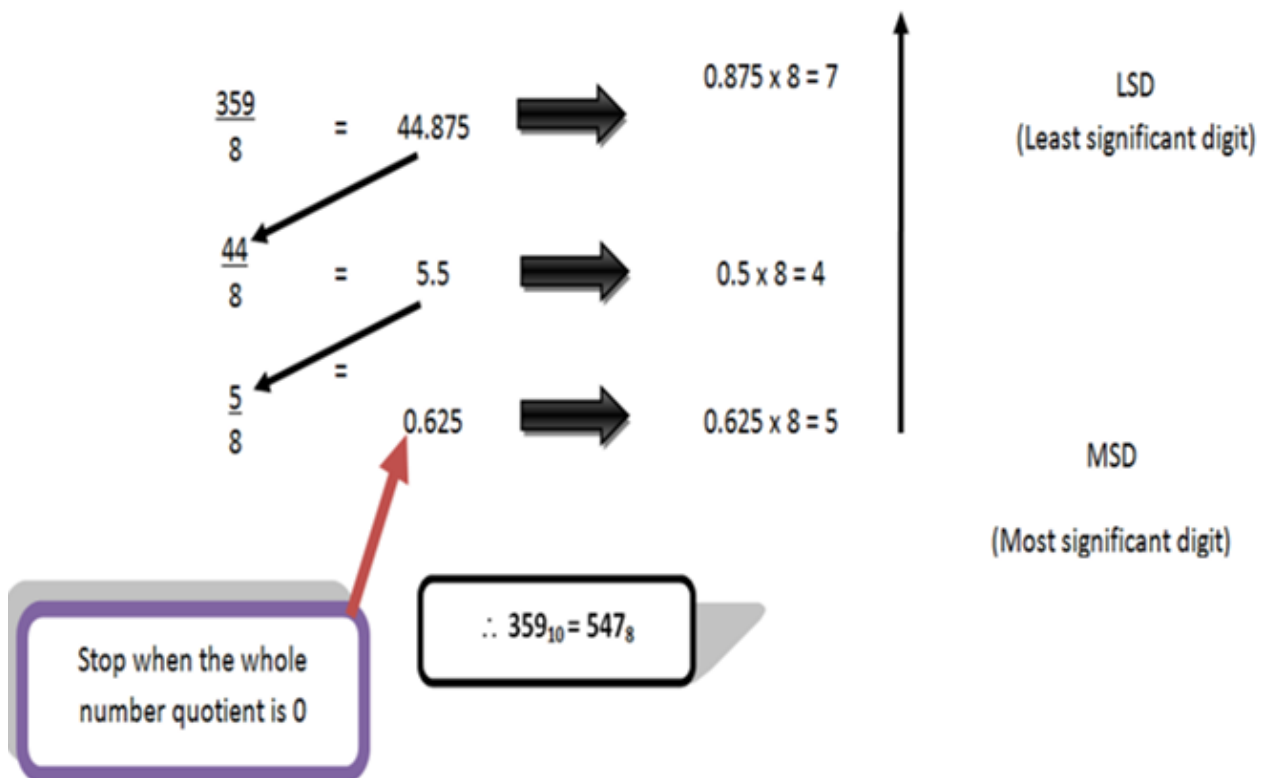 359/8 = 44.875 0.875 x 8 = 7 LSD
(Least significant digit)
44/8 = 5.5 0.5 x 8 = 4
5/8 = 0.625 0.625 x 8 = 5
MSD
(Most significant digit)
∴ 359₁₀ = 547₈
Stop when the whole
number quotient is 0